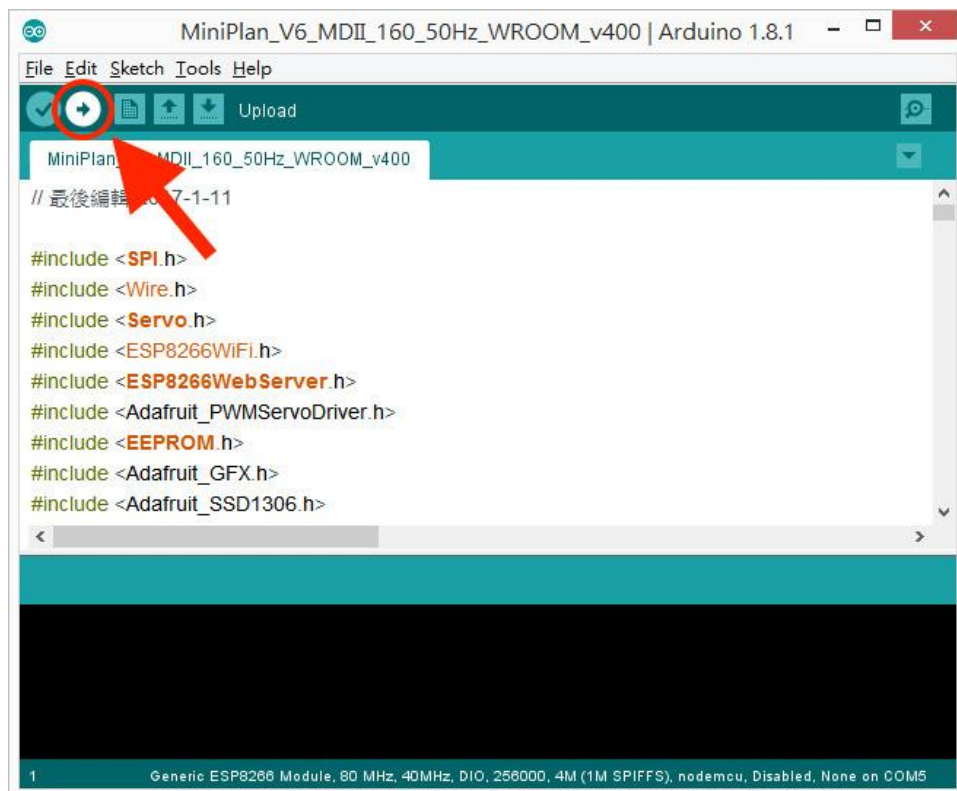 MiniPlan_V6_MDII_160_50Hz_WROOM_v400 | Arduino 1.8.1
File Edit Sketch Tools Help
Upload
MiniPlan_ MDII_160_50Hz_WROOM_v400
// 最後編輯 7-1-11
#include <SPI.h>
#include <Wire.h>
#include <Servo.h>
#include <ESP8266WiFi.h>
#include <ESP8266WebServer.h>
#include <Adafruit_PWMServoDriver.h>
#include <EEPROM.h>
#include <Adafruit_GFX.h>
#include <Adafruit_SSD1306.h>
1 Generic ESP8266 Module, 80 MHz, 40MHz, DIO, 256000, 4M (1M SPIFFS), nodemcu, Disabled, None on COM5